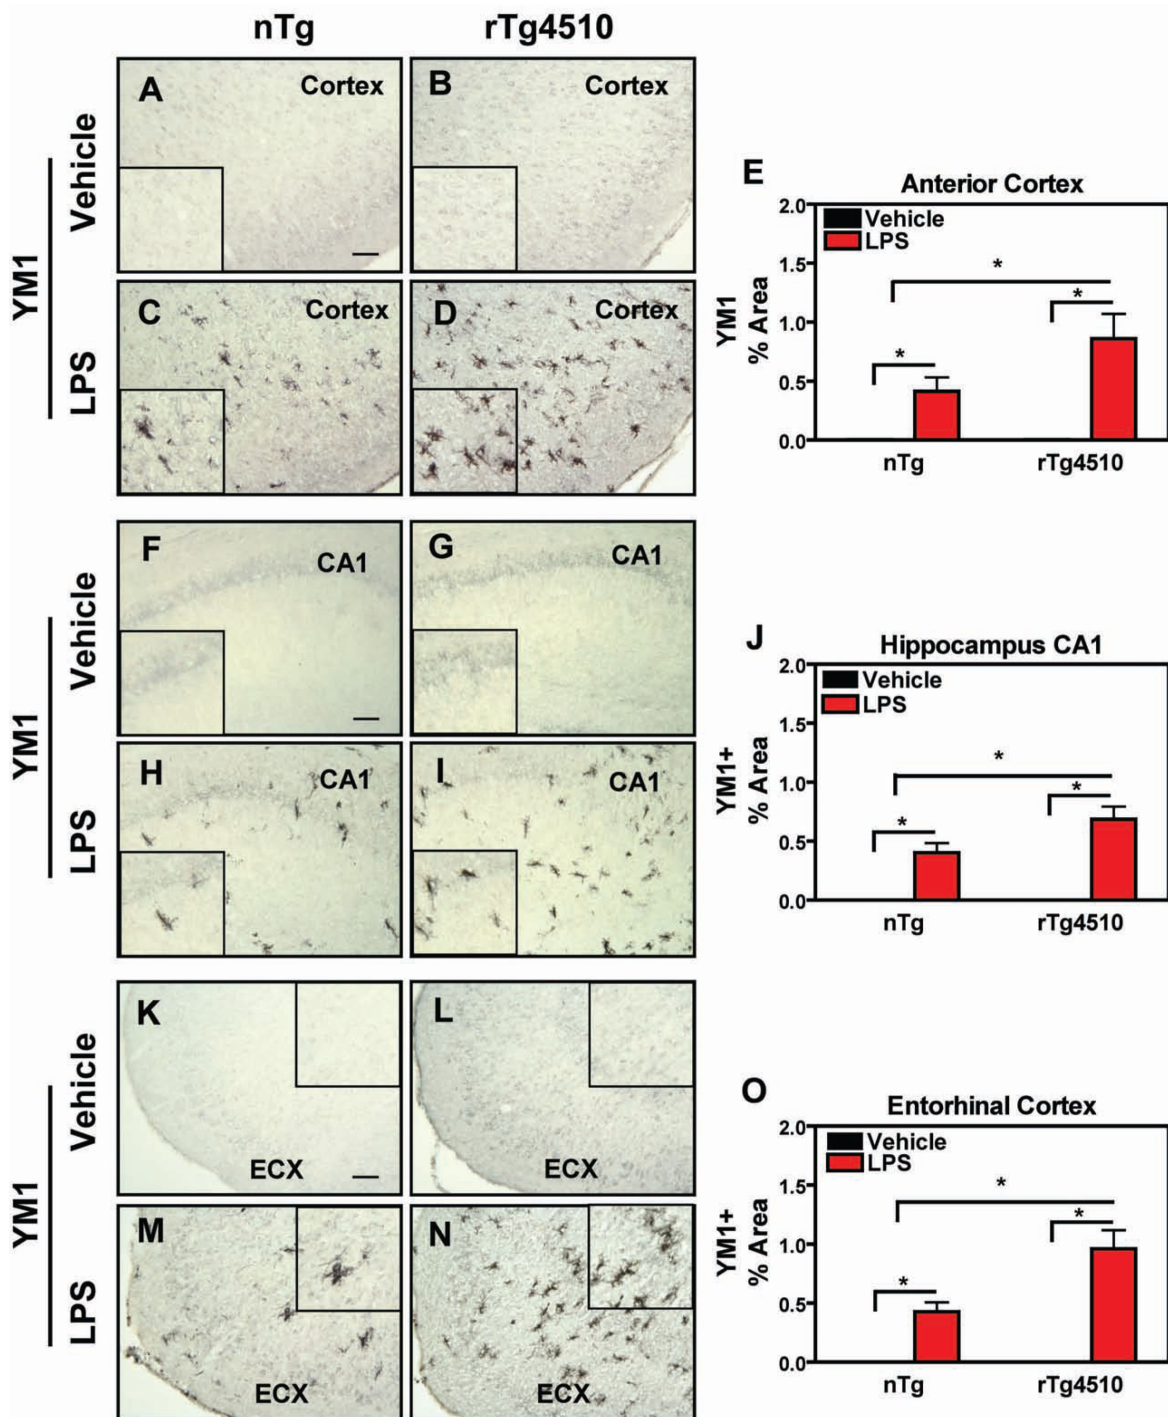 nTg rTg4510
YM1
Vehicle
A Cortex
B Cortex
LPS
C Cortex
D Cortex
E
Anterior Cortex
YM1
% Area
2.0
1.5
1.0
0.5
0.0
Vehicle
LPS
*
*
*
nTg rTg4510
YM1
Vehicle
F CA1
G CA1
LPS
H CA1
I CA1
J
Hippocampus CA1
YM1+
% Area
2.0
1.5
1.0
0.5
0.0
Vehicle
LPS
*
*
*
nTg rTg4510
YM1
Vehicle
K ECX
L ECX
LPS
M ECX
N ECX
O
Entorhinal Cortex
YM1+
% Area
2.0
1.5
1.0
0.5
0.0
Vehicle
LPS
*
*
*
nTg rTg4510